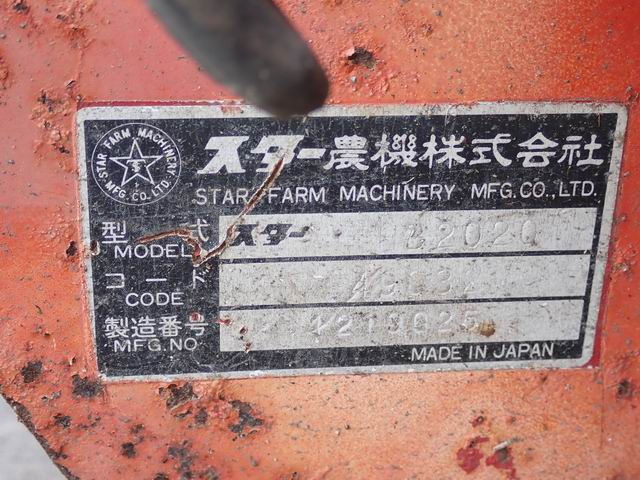 STAR FARM MACHINERY
MFG. CO. LTD.
スター農機株式会社
STAR FARM MACHINERY MFG.CO.,LTD.
型式 スター
MODEL
コード
CODE
製造番号
MFG.NO
MADE IN JAPAN